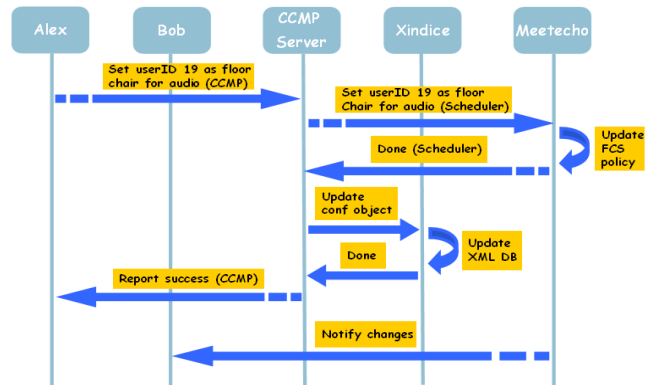 Alex
Bob
CCMP
Server
Xindice
Meetecho
Set userID 19 as floor
chair for audio (CCMP)
Set userID 19 as floor
Chair for audio (Scheduler)
Update
FCS
policy
Done (Scheduler)
Update
conf object
Update
XML DB
Done
Report success (CCMP)
Notify changes